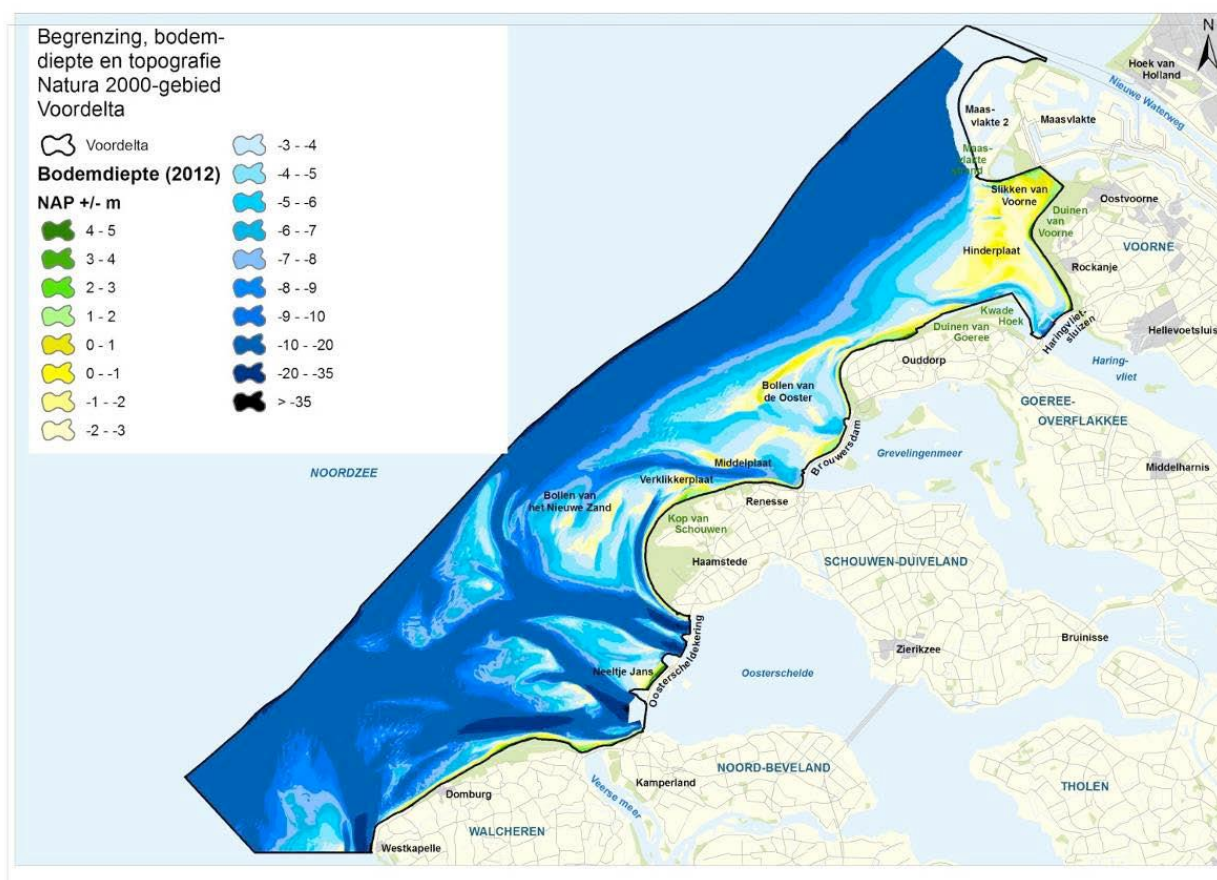 Begrenzing, bodem-
diepte en topografie
Natura 2000-gebied
Voordelta
Voordelta
Bodemdiepte (2012)
NAP +/- m
4 - 5
3 - 4
2 - 3
1 - 2
0 - 1
0 - -1
-1 - -2
-2 - -3
-3 - -4
-4 - -5
-5 - -6
-6 - -7
-7 - -8
-8 - -9
-9 - -10
-10 - -20
-20 - -35
> -35
N
Hoek van
Holland
Nieuwe Waterweg
Maas-
vlakte 2
Maasvlakte
Maas-
vlakte
Slikken van
Voorne
Oostvoorne
Duinen
van
Voorne
VOORNE
Hinderplaat
Rockanje
Kwade
Hoek
Haringvliet-
sluizen
Hellevoetsluis
Duinen van
Goeree
Ouddorp
Haring-
vliet
GOEREE-
OVERFLAKKEE
Bollen van
de Ooster
Brouwersdam
Grevelingenmeer
Middelharnis
Middelplaat
Verklikkerplaat
Renesse
NOORDZEE
Bollen van
het Nieuwe Zand
Kop van
Schouwen
Haamstede
SCHOUWEN-DUIVELAND
Bruinisse
Zierikzee
Neeltje Jans
Oosterscheldekering
Oosterschelde
NOORD-BEVELAND
Kamperland
THOLEN
Veerse meer
Domburg
WALCHEREN
Westkapelle